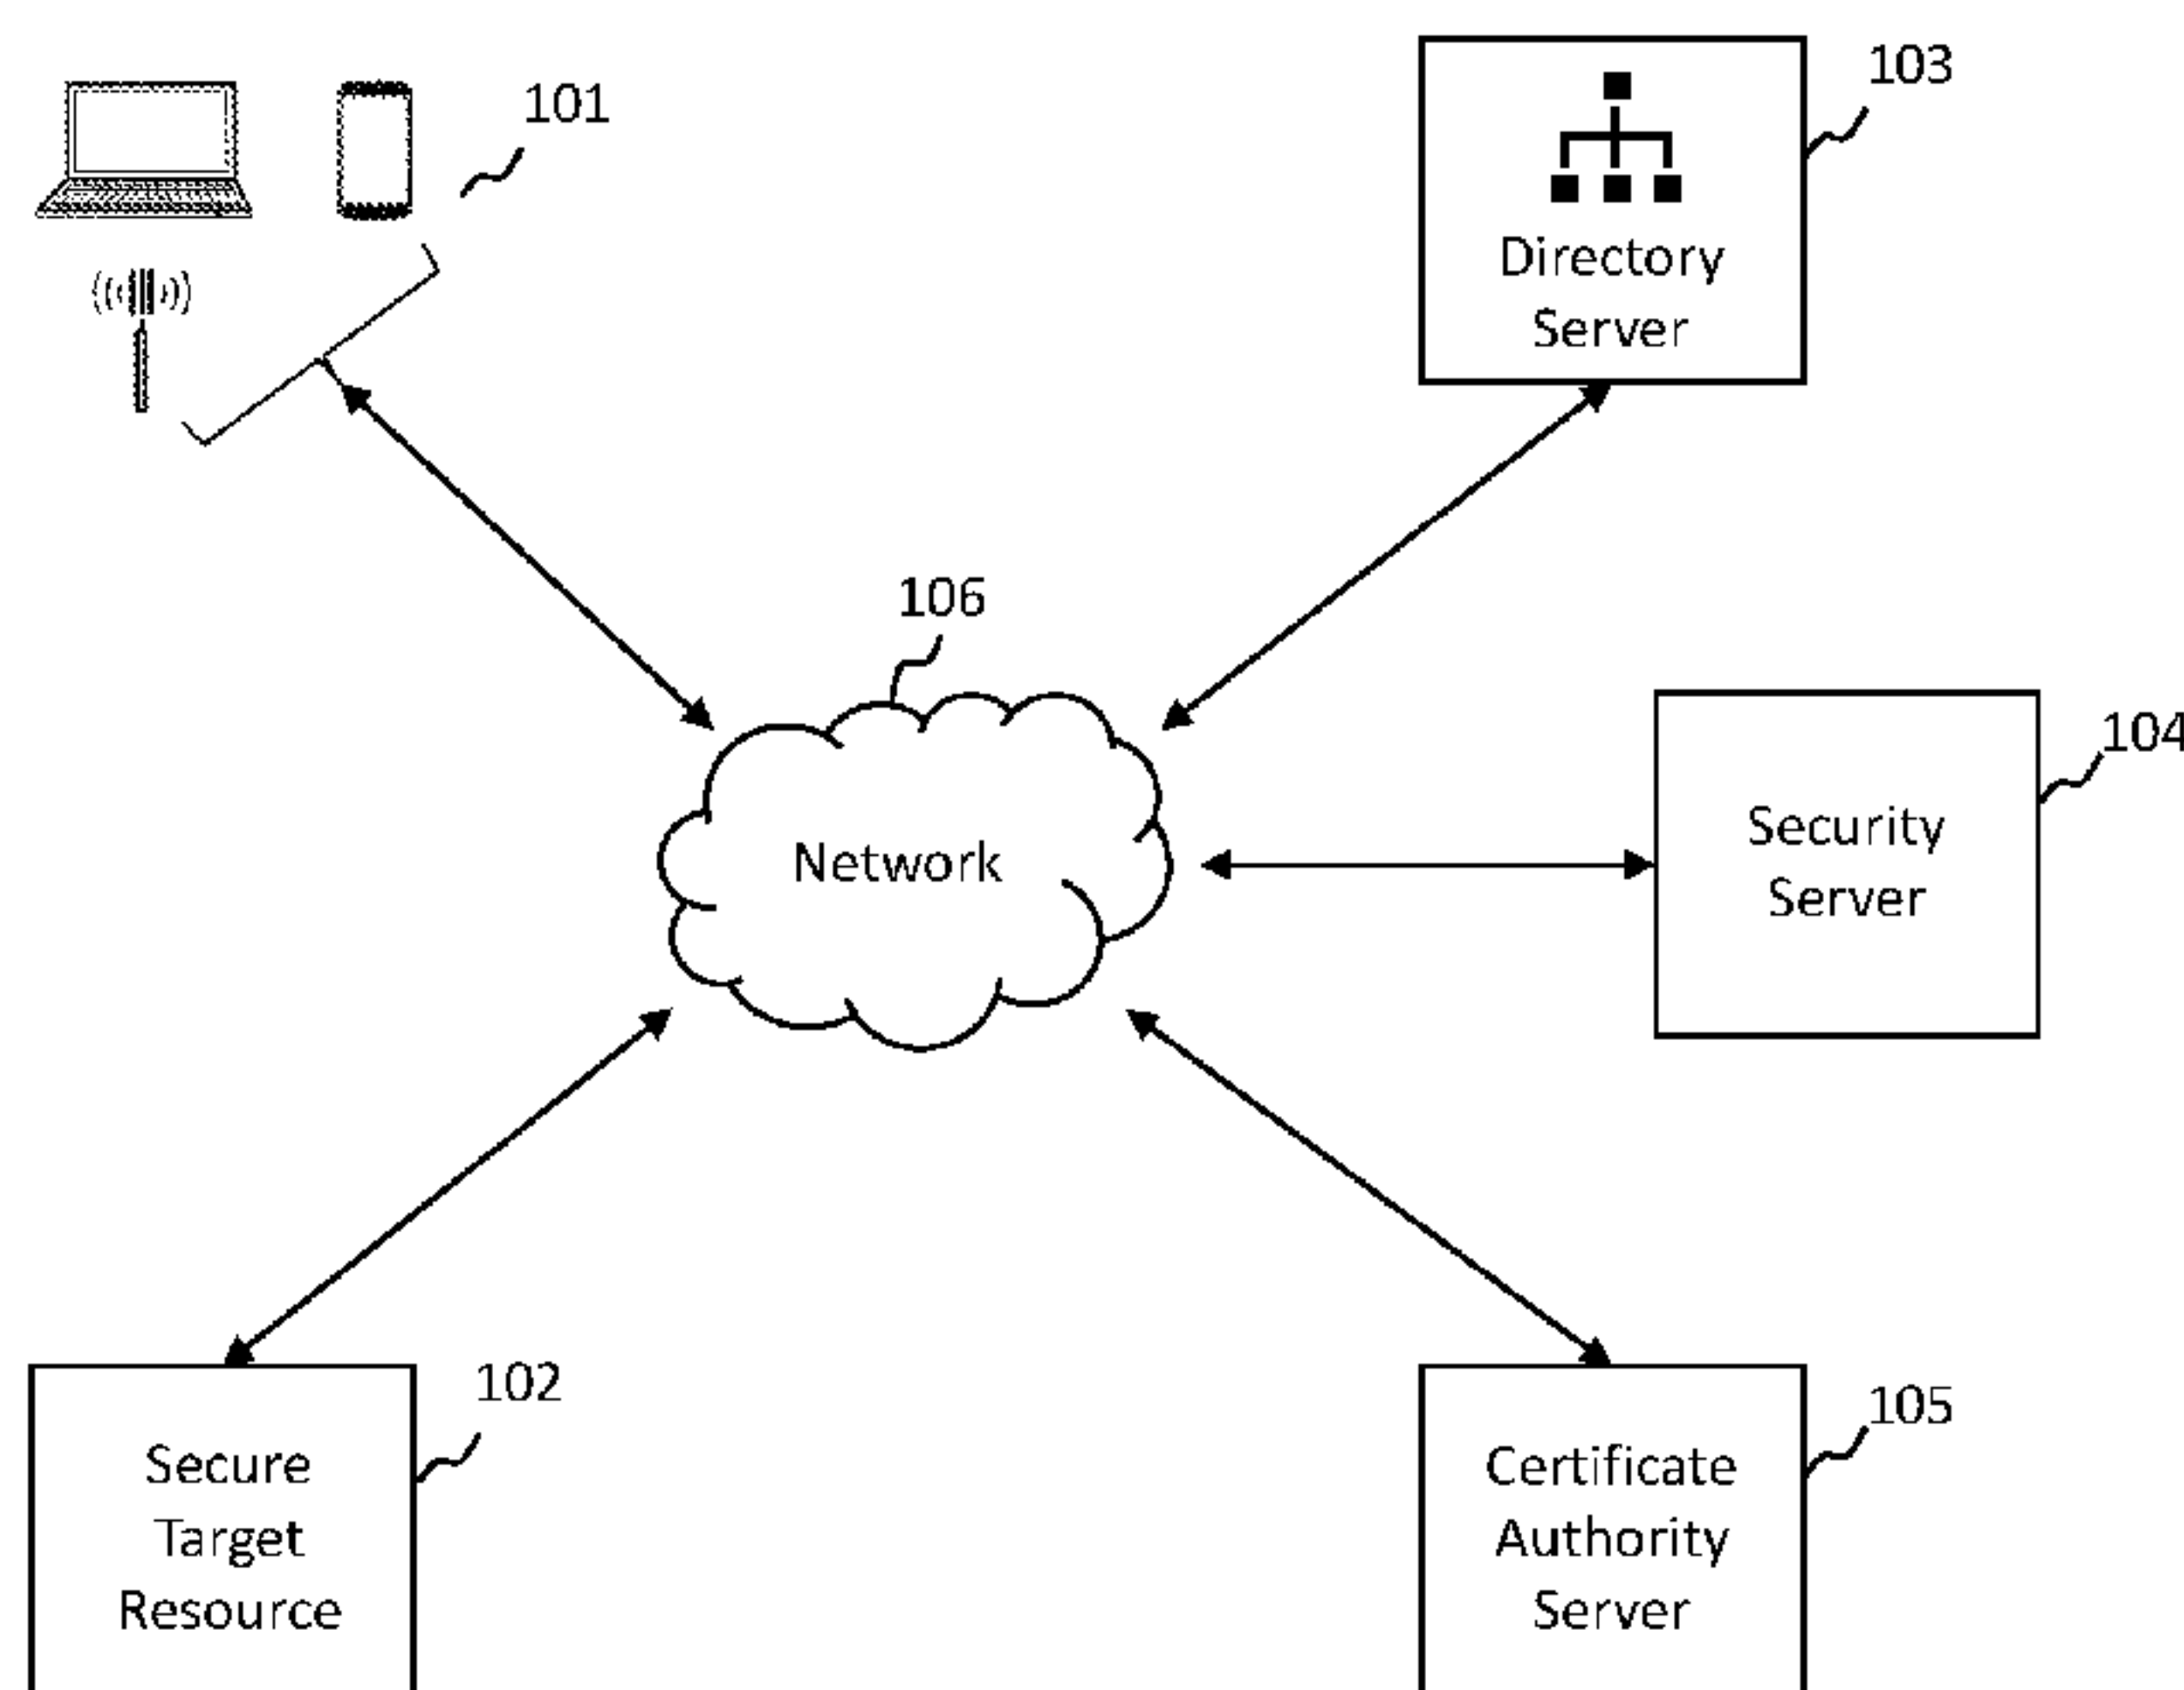 101
103
Directory
Server
106
104
Network
Security
Server
102
Secure
Target
Resource
105
Certificate
Authority
Server